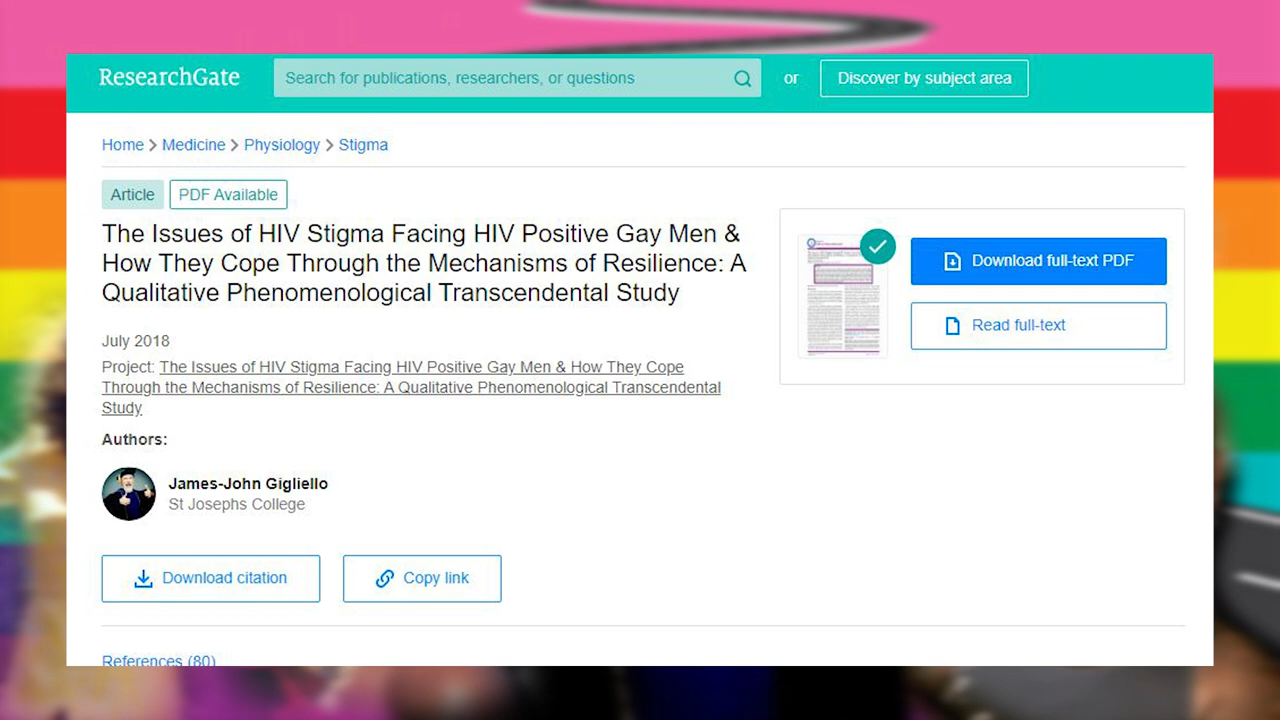 ResearchGate
Search for publications, researchers, or questions
or
Discover by subject area
Home > Medicine > Physiology > Stigma
Article
PDF Available
The Issues of HIV Stigma Facing HIV Positive Gay Men &
How They Cope Through the Mechanisms of Resilience: A
Qualitative Phenomenological Transcendental Study
July 2018
Project: The Issues of HIV Stigma Facing HIV Positive Gay Men & How They Cope
Through the Mechanisms of Resilience: A Qualitative Phenomenological Transcendental
Study
Authors:
James-John Gigliello
St Josephs College
Download full-text PDF
Read full-text
Download citation
Copy link
References (80)